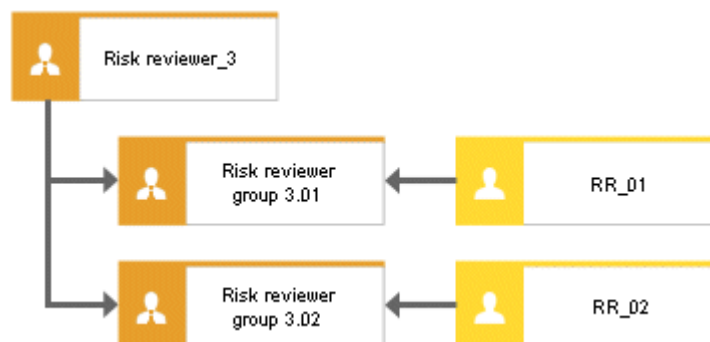 Risk reviewer_3
Risk reviewer
group 3.01
RR_01
Risk reviewer
group 3.02
RR_02